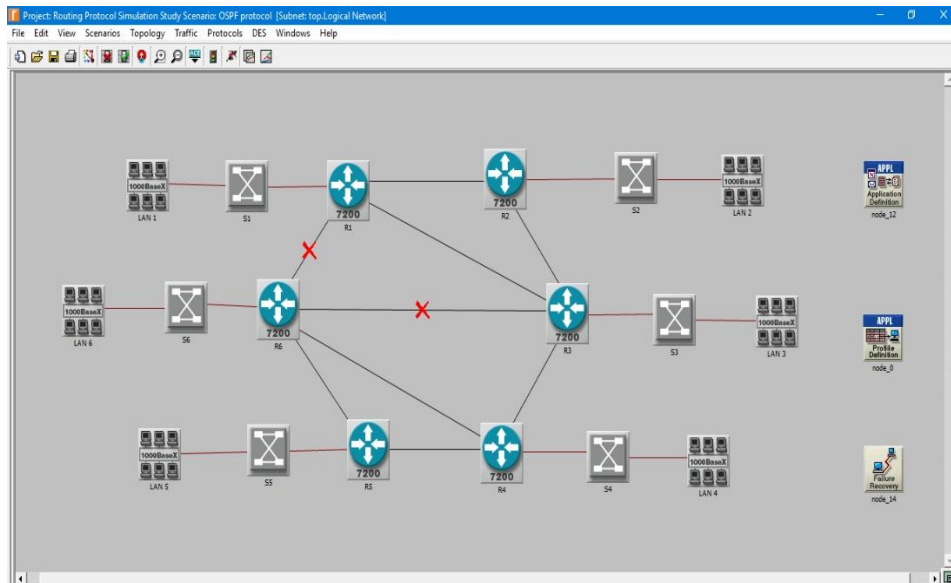 Project: Routing Protocol Simulation Study Scenario: OSPF protocol [Subnet: top.Logical Network]
File Edit View Scenarios Topology Traffic Protocols DES Windows Help
1000BaseX
LAN 1
S1
7200
R1
7200
R2
S2
1000BaseX
LAN 2
APPL
Application
Definition
node_12
1000BaseX
LAN 6
S6
7200
R6
7200
R3
S3
1000BaseX
LAN 3
APPL
Profile
Definition
node_0
1000BaseX
LAN 5
S5
7200
R5
7200
R4
S4
1000BaseX
LAN 4
Failure
Recovery
node_14